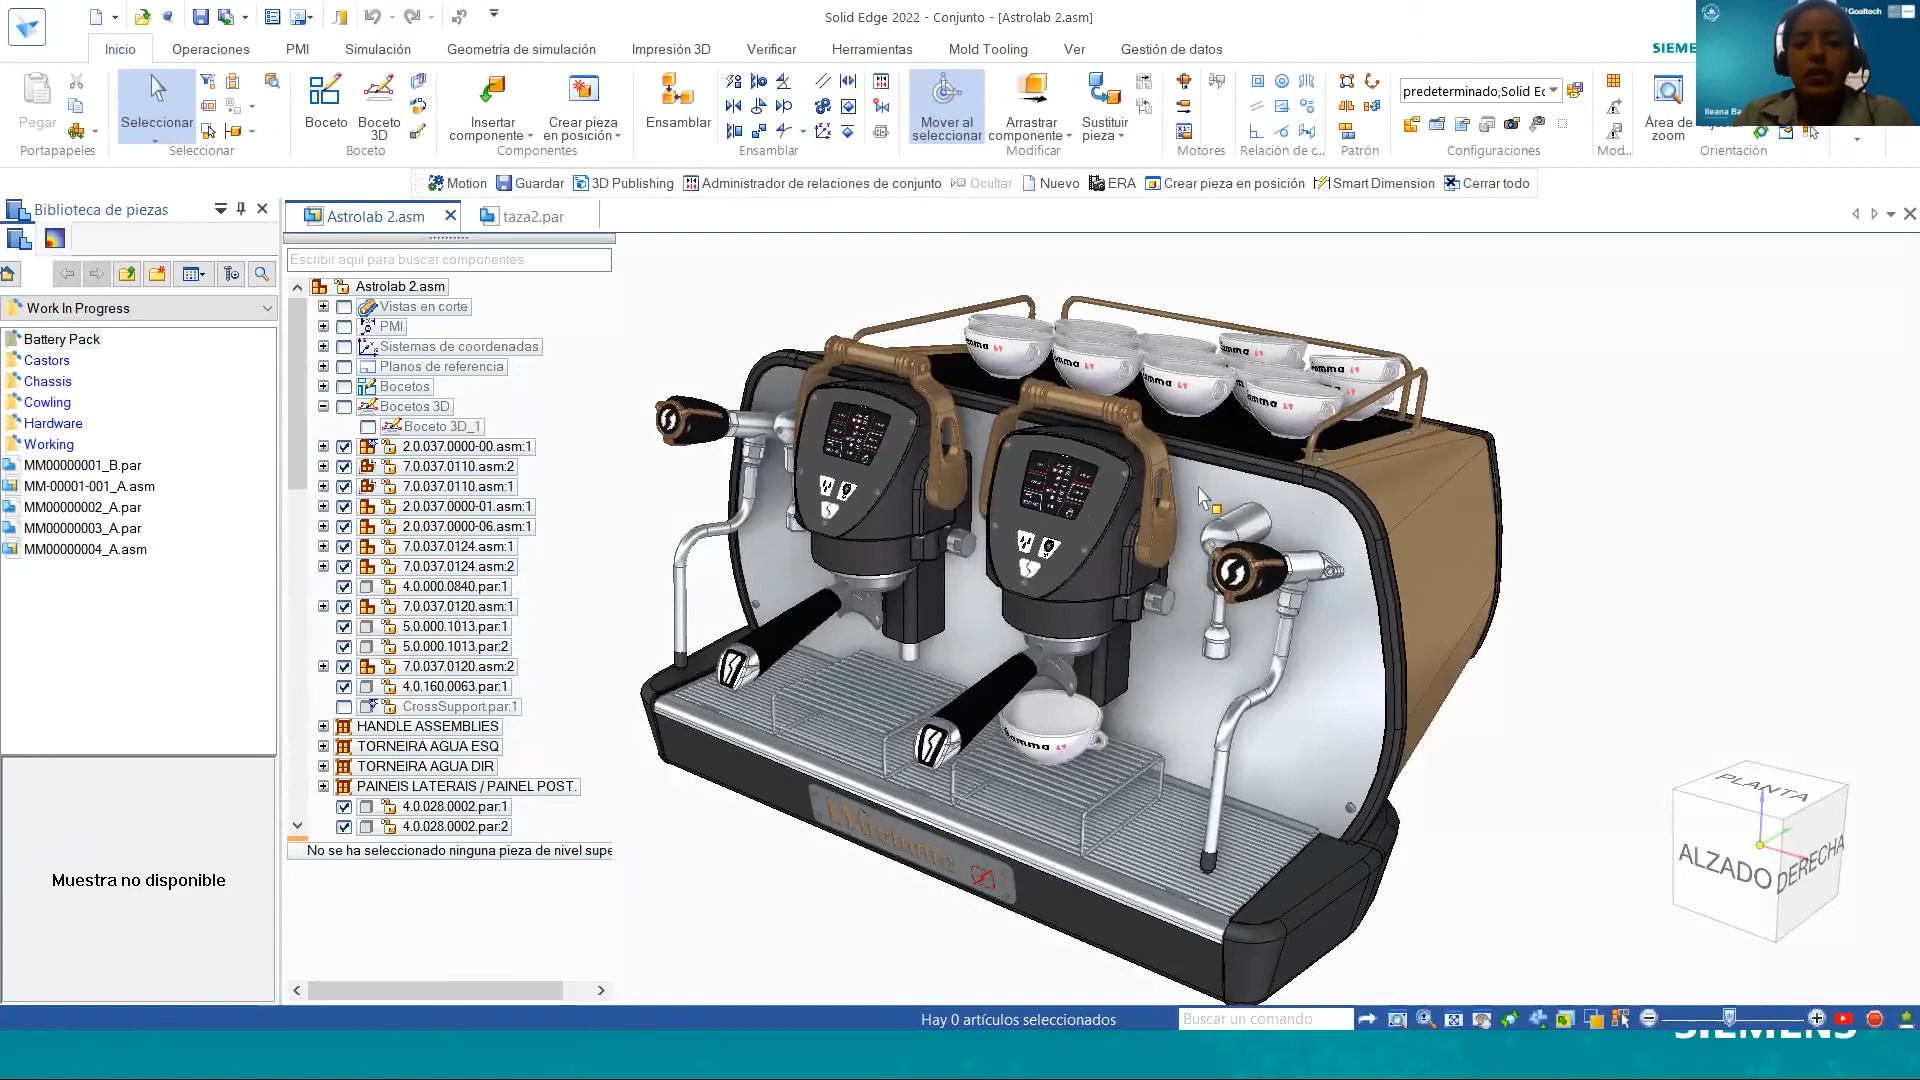 Solid Edge 2022 - Conjunto - [Astrolab 2.asm]
Goaltech
Inicio Operaciones PMI Simulación Geometría de simulación Impresión 3D Verificar Herramientas Mold Tooling Ver Gestión de datos
Pegar
Portapapeles
Seleccionar
Seleccionar
Boceto
Boceto 3D
Boceto
Insertar componente
Crear pieza en posición
Componentes
Ensamblar
Ensamblar
Mover al seleccionar
Arrastrar componente
Sustituir pieza
Modificar
Motores
Relación de c...
Patrón
predeterminado,Solid Ec
Configuraciones
Mod...
Área de zoom
Orientación
Motion Guardar 3D Publishing Administrador de relaciones de conjunto Ocultar Nuevo ERA Crear pieza en posición Smart Dimension Cerrar todo
Biblioteca de piezas
Work In Progress
Battery Pack
Castors
Chassis
Cowling
Hardware
Working
MM00000001_B.par
MM-00001-001_A.asm
MM00000002_A.par
MM00000003_A.par
MM00000004_A.asm
Muestra no disponible
Astrolab 2.asm taza2.par
Escribir aquí para buscar componentes
Astrolab 2.asm
Vistas en corte
PMI
Sistemas de coordenadas
Planos de referencia
Bocetos
Bocetos 3D
Boceto 3D_1
2.0.037.0000-00.asm:1
7.0.037.0110.asm:2
7.0.037.0110.asm:1
2.0.037.0000-01.asm:1
2.0.037.0000-06.asm:1
7.0.037.0124.asm:1
7.0.037.0124.asm:2
4.0.000.0840.par:1
7.0.037.0120.asm:1
5.0.000.1013.par:1
5.0.000.1013.par:2
7.0.037.0120.asm:2
4.0.160.0063.par:1
CrossSupport.par:1
HANDLE ASSEMBLIES
TORNEIRA AGUA ESQ
TORNEIRA AGUA DIR
PAINEIS LATERAIS / PAINEL POST.
4.0.028.0002.par:1
4.0.028.0002.par:2
No se ha seleccionado ninguna pieza de nivel supe
PLANTA
ALZADO
DERECHA
Hay 0 artículos seleccionados
Buscar un comando